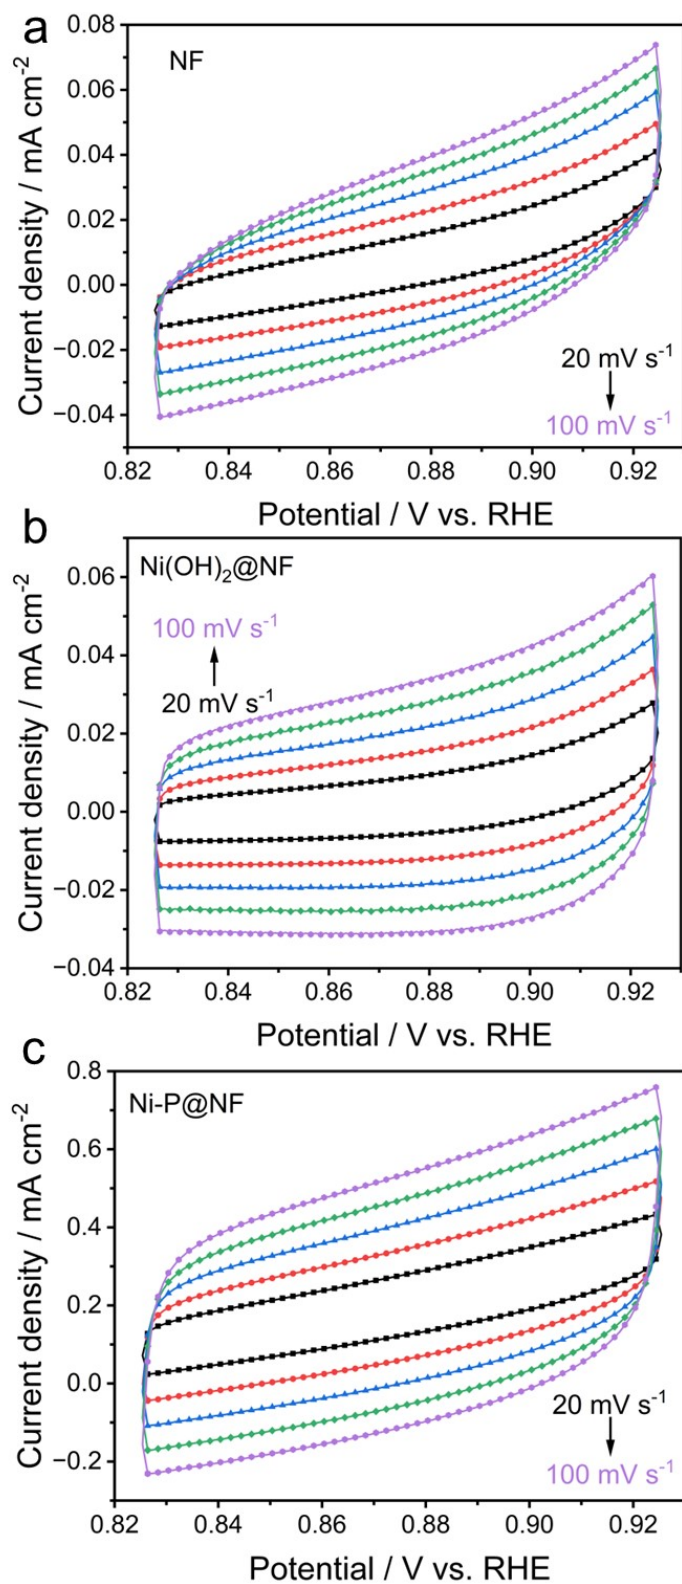 a
NF
0.08
0.06
0.04
0.02
0.00
−0.02
−0.04
Current density / mA cm⁻²
20 mV s⁻¹
100 mV s⁻¹
0.82 0.84 0.86 0.88 0.90 0.92
Potential / V vs. RHE
b
Ni(OH)₂@NF
100 mV s⁻¹
20 mV s⁻¹
0.06
0.04
0.02
0.00
−0.02
−0.04
Current density / mA cm⁻²
0.82 0.84 0.86 0.88 0.90 0.92
Potential / V vs. RHE
c
Ni-P@NF
0.8
0.6
0.4
0.2
0.0
−0.2
Current density / mA cm⁻²
20 mV s⁻¹
100 mV s⁻¹
0.82 0.84 0.86 0.88 0.90 0.92
Potential / V vs. RHE